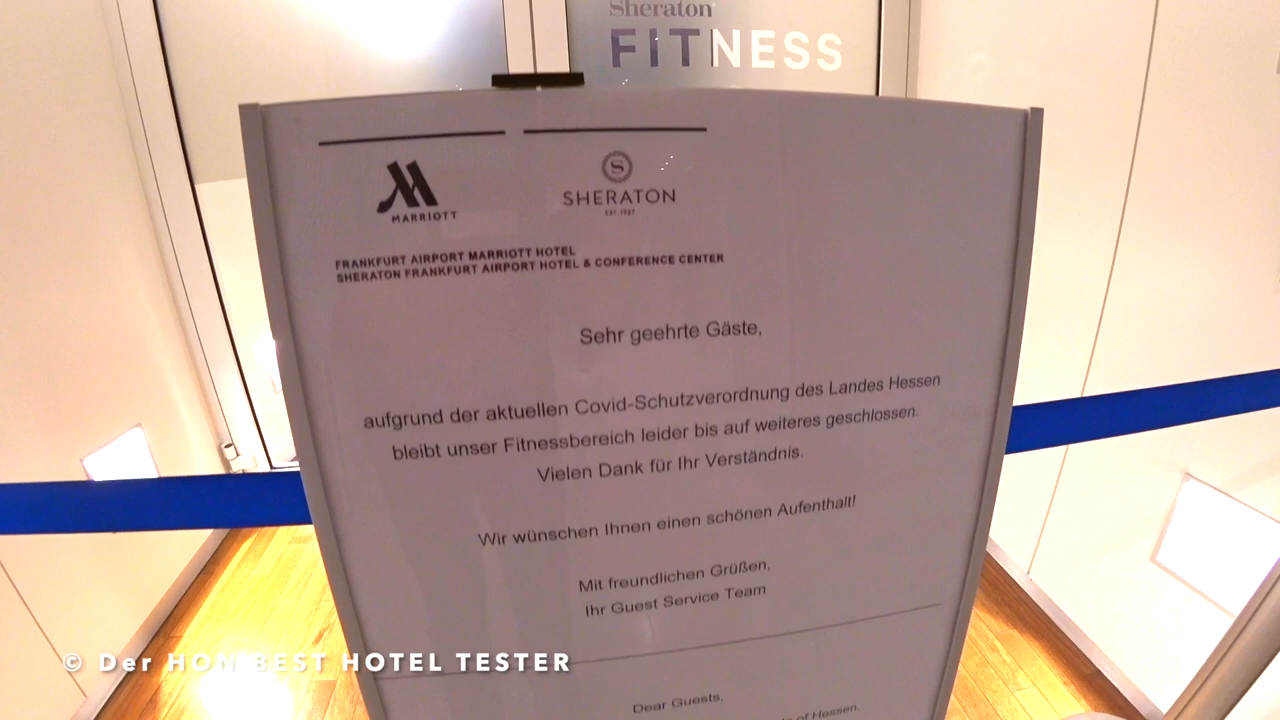 Sheraton
FITNESS
MARRIOTT
S
SHERATON
EST. 1937
FRANKFURT AIRPORT MARRIOTT HOTEL
SHERATON FRANKFURT AIRPORT HOTEL & CONFERENCE CENTER
Sehr geehrte Gäste,
aufgrund der aktuellen Covid-Schutzverordnung des Landes Hessen
bleibt unser Fitnessbereich leider bis auf weiteres geschlossen.
Vielen Dank für Ihr Verständnis.
Wir wünschen Ihnen einen schönen Aufenthalt!
Mit freundlichen Grüßen,
Ihr Guest Service Team
Dear Guests,
of Hessen.
© Der HON BEST HOTEL TESTER